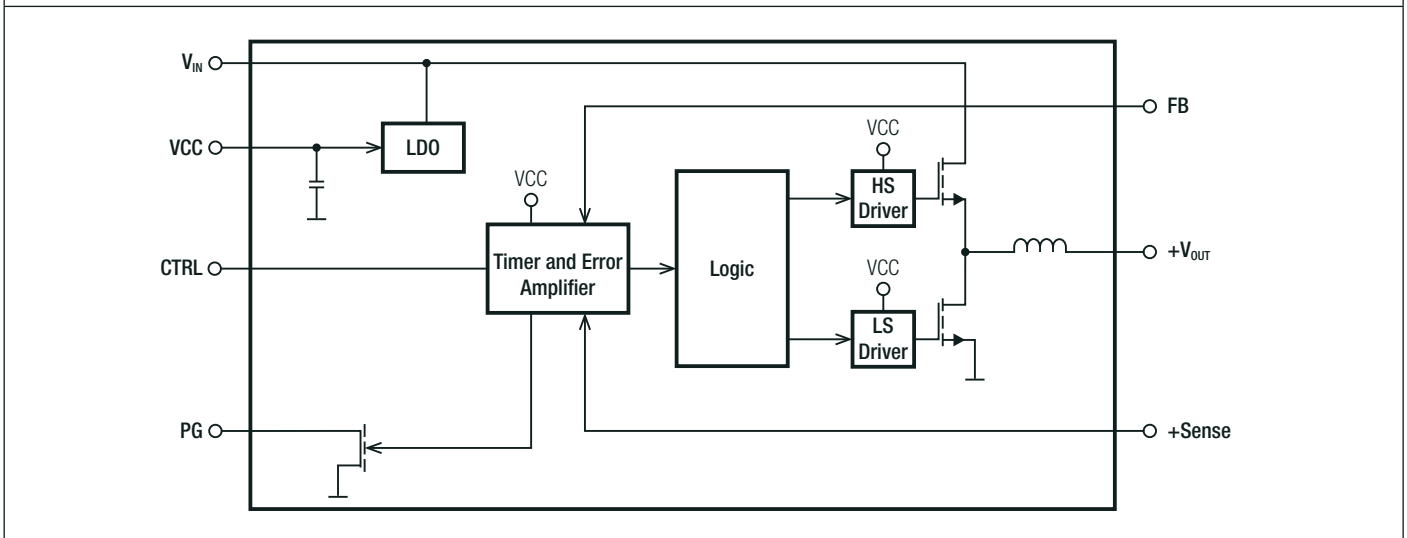 VIN
FB
VCC
LDO
VCC
VCC
HS
Driver
Timer and Error
Amplifier
Logic
+VOUT
CTRL
VCC
LS
Driver
PG
+Sense